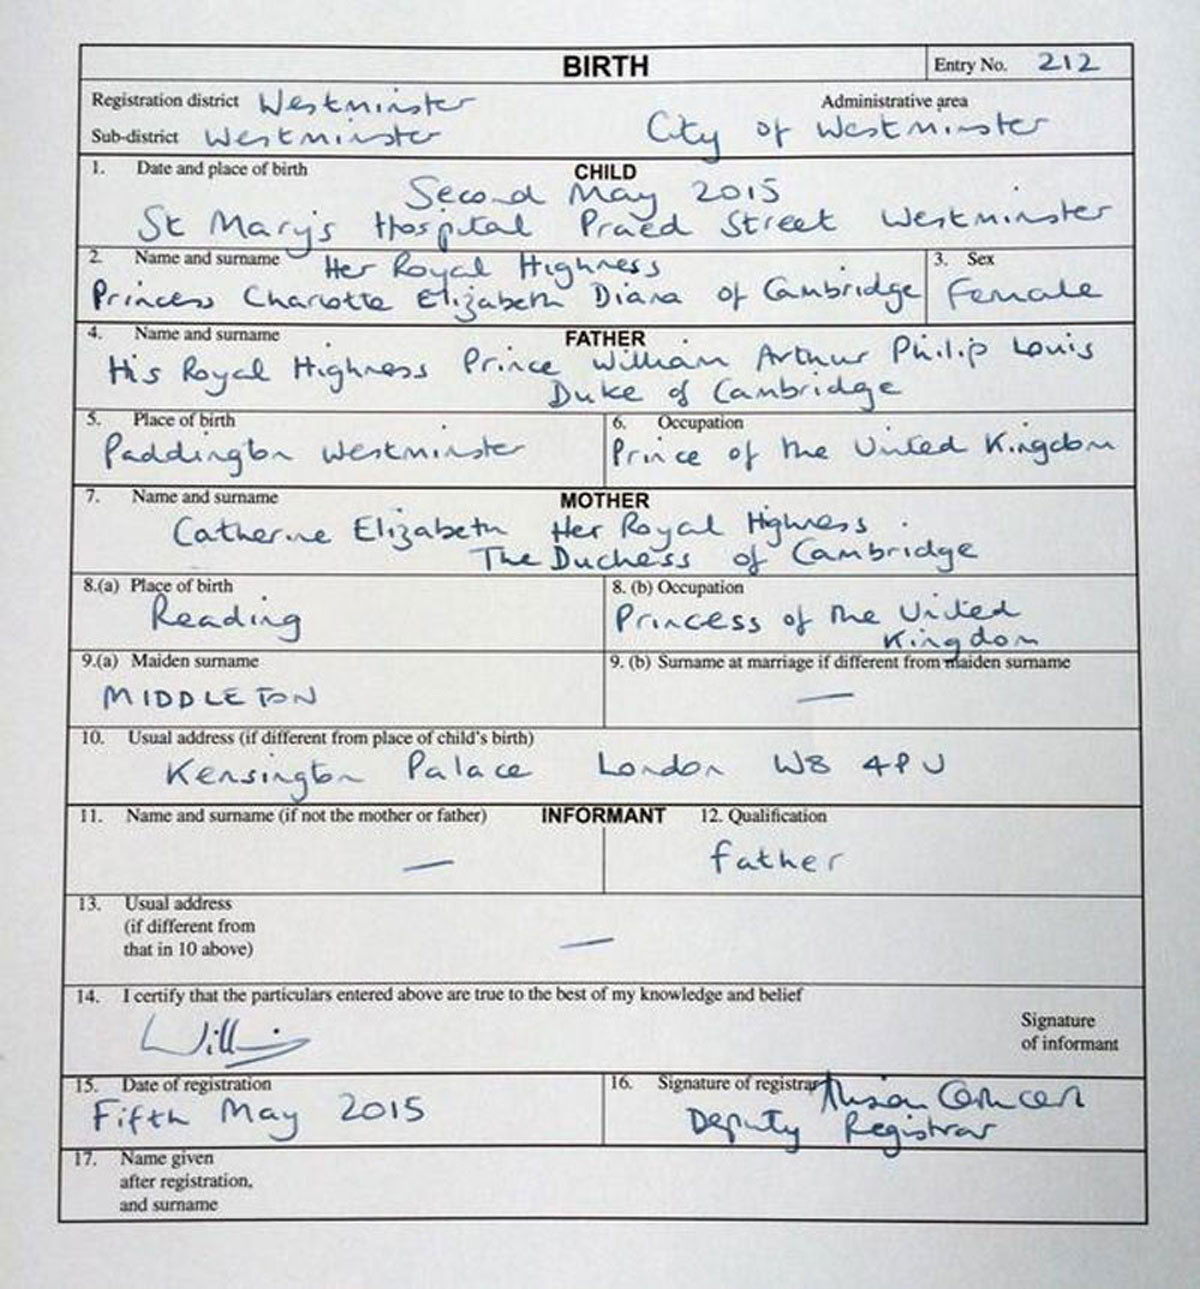 BIRTH
Entry No. 212
Registration district Westminster
Administrative area
Sub-district Westminster
City of Westminster
1. Date and place of birth
CHILD
Second May 2015
St Mary's Hospital Praed Street Westminster
2. Name and surname Her Royal Highness
Princess Charlotte Elizabeth Diana of Cambridge
3. Sex
Female
4. Name and surname
FATHER
His Royal Highness Prince William Arthur Philip Louis
Duke of Cambridge
5. Place of birth
Paddington Westminster
6. Occupation
Prince of the United Kingdom
7. Name and surname
MOTHER
Catherine Elizabeth Her Royal Highness
The Duchess of Cambridge
8.(a) Place of birth
Reading
8. (b) Occupation
Princess of the United
Kingdom
9.(a) Maiden surname
MIDDLETON
9. (b) Surname at marriage if different from maiden surname
—
10. Usual address (if different from place of child's birth)
Kensington Palace London W8 4PU
11. Name and surname (if not the mother or father)
INFORMANT
—
12. Qualification
Father
13. Usual address
(if different from
that in 10 above)
—
14. I certify that the particulars entered above are true to the best of my knowledge and belief
William
Signature
of informant
15. Date of registration
Fifth May 2015
16. Signature of registrar
Deputy Registrar
17. Name given
after registration,
and surname